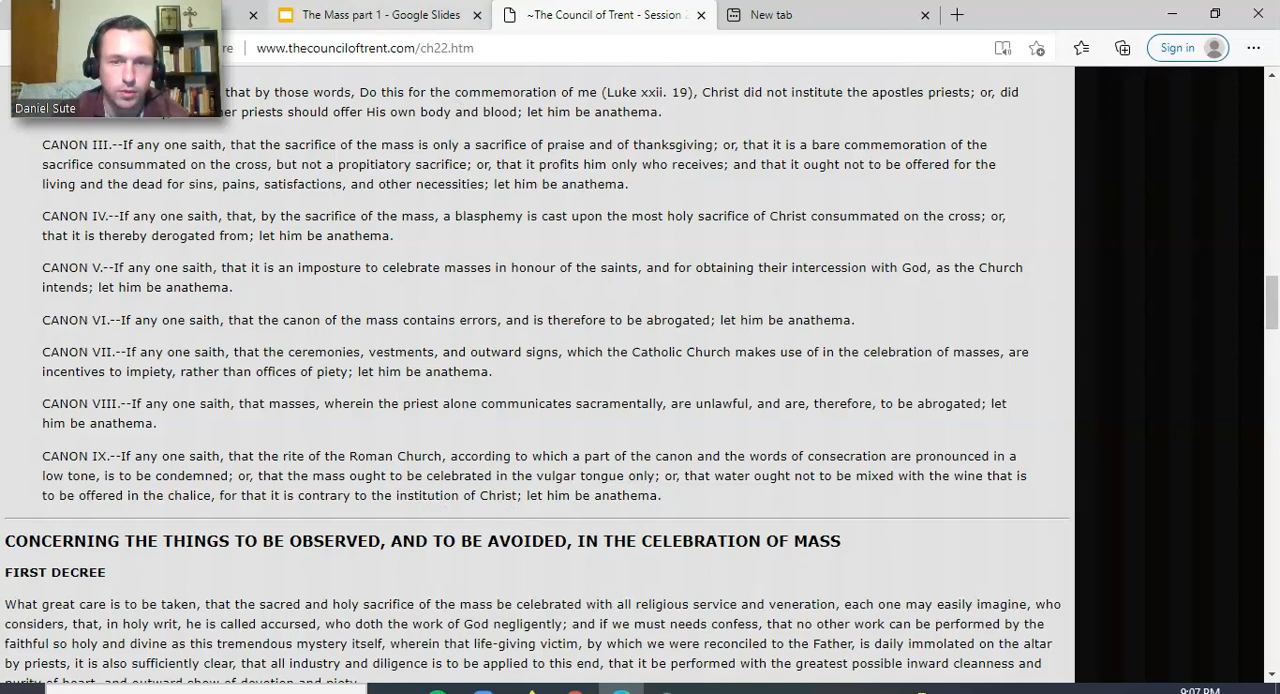 The Mass part 1 - Google Slides
~The Council of Trent - Session
New tab
re www.thecounciloftrent.com/ch22.htm
Sign in
Daniel Sute
that by those words, Do this for the commemoration of me (Luke xxii. 19), Christ did not institute the apostles priests; or, did
her priests should offer His own body and blood; let him be anathema.
CANON III.--If any one saith, that the sacrifice of the mass is only a sacrifice of praise and of thanksgiving; or, that it is a bare commemoration of the
sacrifice consummated on the cross, but not a propitiatory sacrifice; or, that it profits him only who receives; and that it ought not to be offered for the
living and the dead for sins, pains, satisfactions, and other necessities; let him be anathema.
CANON IV.--If any one saith, that, by the sacrifice of the mass, a blasphemy is cast upon the most holy sacrifice of Christ consummated on the cross; or,
that it is thereby derogated from; let him be anathema.
CANON V.--If any one saith, that it is an imposture to celebrate masses in honour of the saints, and for obtaining their intercession with God, as the Church
intends; let him be anathema.
CANON VI.--If any one saith, that the canon of the mass contains errors, and is therefore to be abrogated; let him be anathema.
CANON VII.--If any one saith, that the ceremonies, vestments, and outward signs, which the Catholic Church makes use of in the celebration of masses, are
incentives to impiety, rather than offices of piety; let him be anathema.
CANON VIII.--If any one saith, that masses, wherein the priest alone communicates sacramentally, are unlawful, and are, therefore, to be abrogated; let
him be anathema.
CANON IX.--If any one saith, that the rite of the Roman Church, according to which a part of the canon and the words of consecration are pronounced in a
low tone, is to be condemned; or, that the mass ought to be celebrated in the vulgar tongue only; or, that water ought not to be mixed with the wine that is
to be offered in the chalice, for that it is contrary to the institution of Christ; let him be anathema.
CONCERNING THE THINGS TO BE OBSERVED, AND TO BE AVOIDED, IN THE CELEBRATION OF MASS
FIRST DECREE
What great care is to be taken, that the sacred and holy sacrifice of the mass be celebrated with all religious service and veneration, each one may easily imagine, who
considers, that, in holy writ, he is called accursed, who doth the work of God negligently; and if we must needs confess, that no other work can be performed by the
faithful so holy and divine as this tremendous mystery itself, wherein that life-giving victim, by which we were reconciled to the Father, is daily immolated on the altar
by priests, it is also sufficiently clear, that all industry and diligence is to be applied to this end, that it be performed with the greatest possible inward cleanness and
purity of heart, and outward show of devotion and piety.
9:07 PM